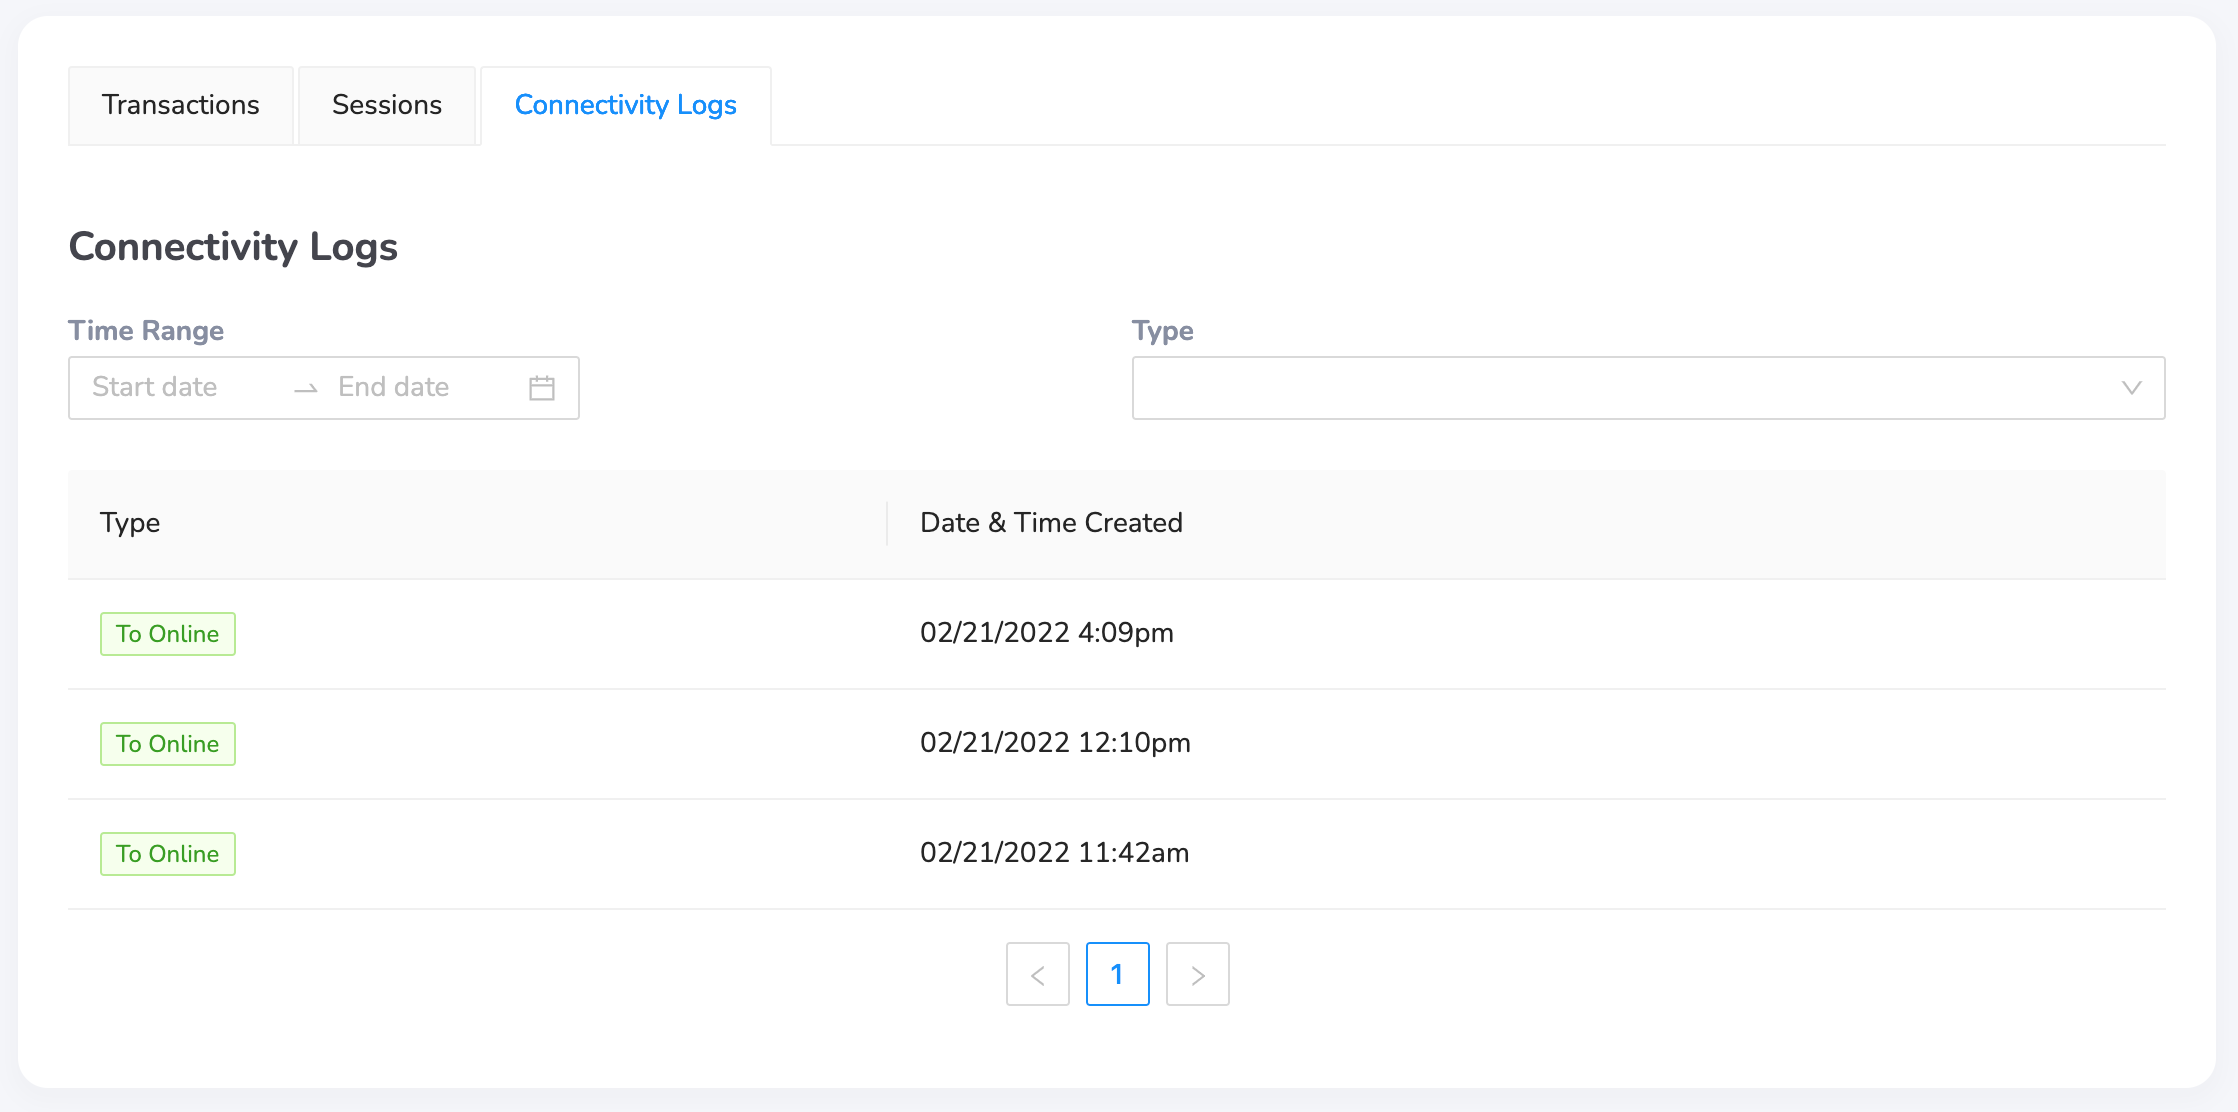 Transactions Sessions Connectivity Logs
Connectivity Logs
Time Range Type
Start date End date
Type Date & Time Created
To Online 02/21/2022 4:09pm
To Online 02/21/2022 12:10pm
To Online 02/21/2022 11:42am
1